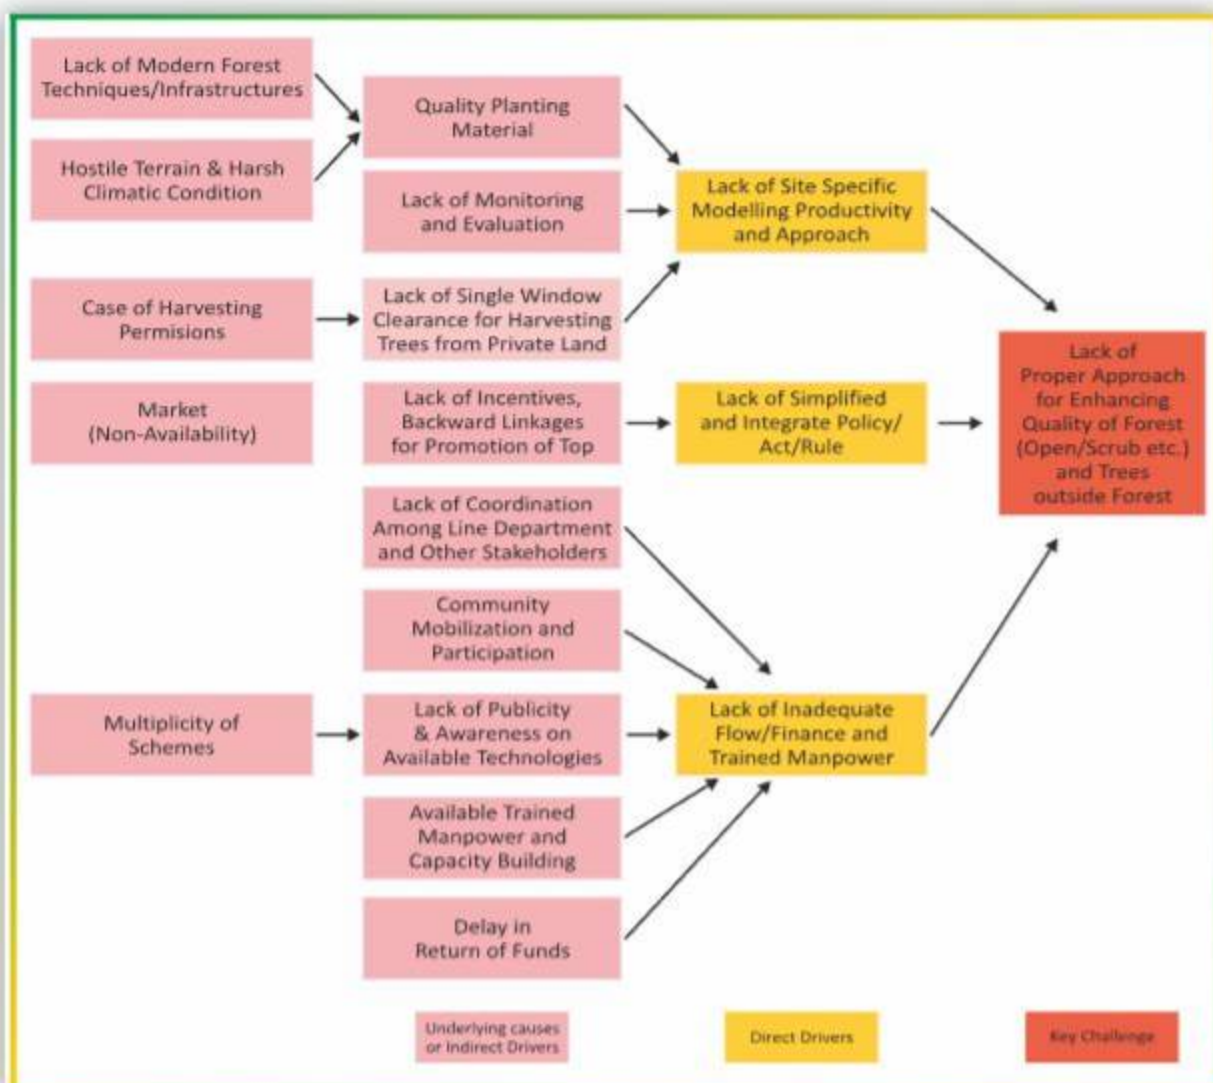 Lack of Modern Forest
Techniques/Infrastructures
Hostile Terrain & Harsh
Climatic Condition
Quality Planting
Material
Lack of Monitoring
and Evaluation
Lack of Site Specific
Modelling Productivity
and Approach
Case of Harvesting
Permisions
Lack of Single Window
Clearance for Harvesting
Trees from Private Land
Market
(Non-Availability)
Lack of Incentives,
Backward Linkages
for Promotion of Top
Lack of Simplified
and Integrate Policy/
Act/Rule
Lack of
Proper Approach
for Enhancing
Quality of Forest
(Open/Scrub etc.)
and Trees
outside Forest
Lack of Coordination
Among Line Department
and Other Stakeholders
Community
Mobilization and
Participation
Multiplicity of
Schemes
Lack of Publicity
& Awareness on
Available Technologies
Lack of Inadequate
Flow/Finance and
Trained Manpower
Available Trained
Manpower and
Capacity Building
Delay in
Return of Funds
Underlying causes
or Indirect Drivers
Direct Drivers
Key Challenge